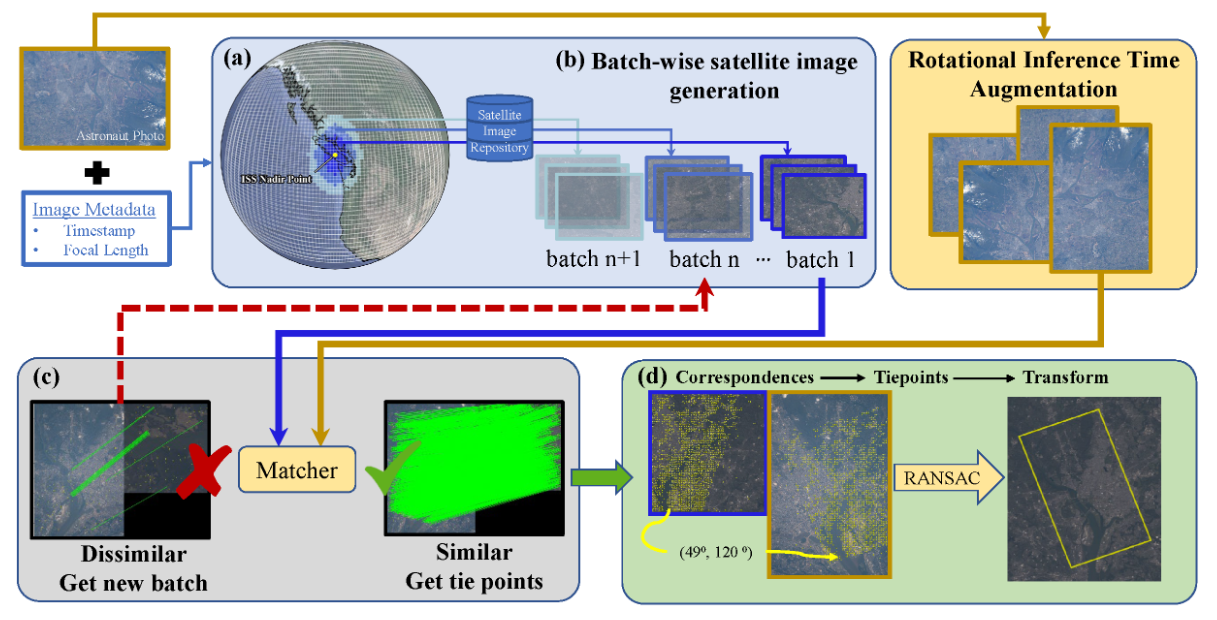 Astronaut Photo
Image Metadata
• Timestamp
• Focal Length
(a)
ISS Nadir Point
(b) Batch-wise satellite image
generation
Satellite
Image
Repository
batch n+1
batch n
...
batch 1
Rotational Inference Time
Augmentation
(c)
Matcher
Dissimilar
Get new batch
Similar
Get tie points
(d) Correspondences
Tiepoints
Transform
(49⁰, 120 ⁰)
RANSAC